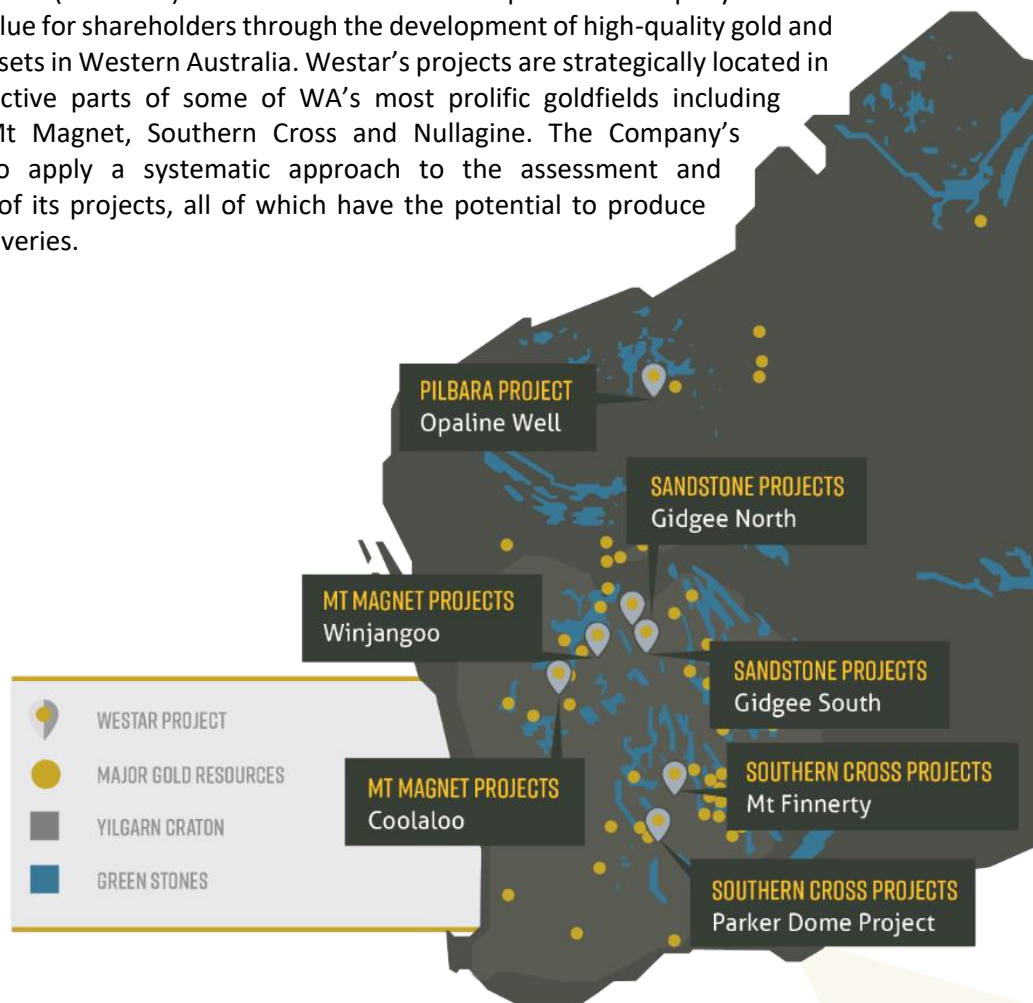 lue for shareholders through the development of high-quality gold and
sets in Western Australia. Westar’s projects are strategically located in
ctive parts of some of WA’s most prolific goldfields including
Mt Magnet, Southern Cross and Nullagine. The Company’s
o apply a systematic approach to the assessment and
of its projects, all of which have the potential to produce
veries.
PILBARA PROJECT
Opaline Well
SANDSTONE PROJECTS
Gidgee North
MT MAGNET PROJECTS
Winjangoo
SANDSTONE PROJECTS
Gidgee South
WESTAR PROJECT
MAJOR GOLD RESOURCES
YILGARN CRATON
GREEN STONES
MT MAGNET PROJECTS
Coolaloo
SOUTHERN CROSS PROJECTS
Mt Finnerty
SOUTHERN CROSS PROJECTS
Parker Dome Project